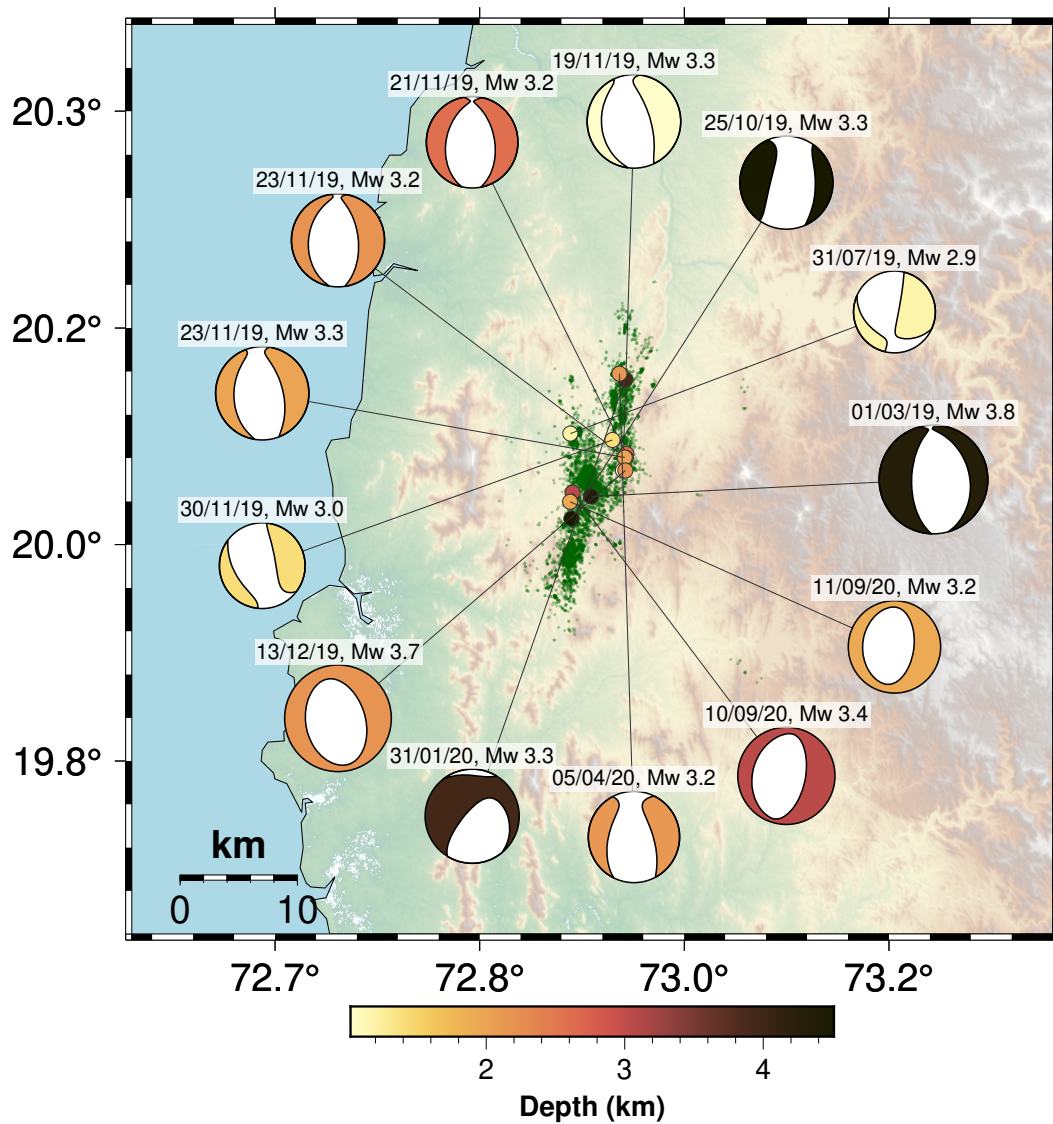 19/11/19, Mw 3.3
21/11/19, Mw 3.2
20.3°
25/10/19, Mw 3.3
23/11/19, Mw 3.2
31/07/19, Mw 2.9
20.2°
23/11/19, Mw 3.3
01/03/19, Mw 3.8
30/11/19, Mw 3.0
20.0°
11/09/20, Mw 3.2
13/12/19, Mw 3.7
10/09/20, Mw 3.4
31/01/20, Mw 3.3
19.8°
05/04/20, Mw 3.2
km
0 10
72.7° 72.8° 73.0° 73.2°
2 3 4
Depth (km)